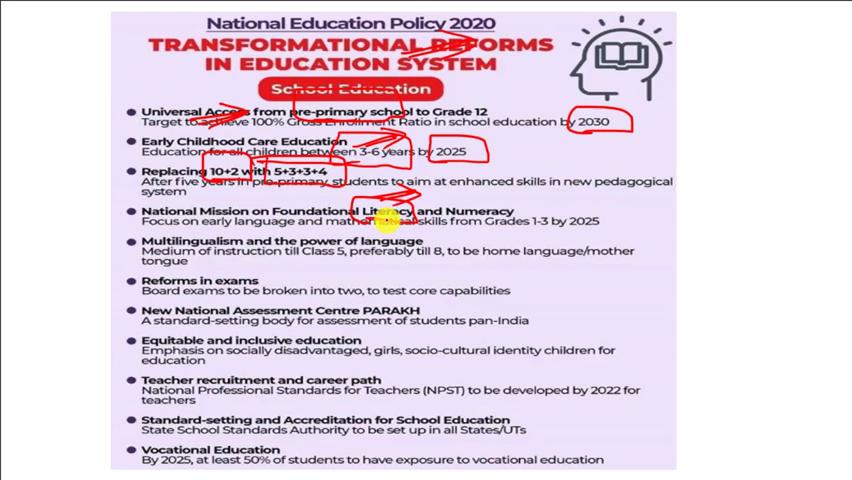 National Education Policy 2020
TRANSFORMATIONAL REFORMS
IN EDUCATION SYSTEM
School Education
Universal Access from pre-primary school to Grade 12
Target to achieve 100% Gross Enrollment Ratio in school education by 2030
Early Childhood Care Education
Education for all children between 3-6 years by 2025
Replacing 10+2 with 5+3+3+4
After five years in pre-primary, students to aim at enhanced skills in new pedagogical
system
National Mission on Foundational Literacy and Numeracy
Focus on early language and mathematical skills from Grades 1-3 by 2025
Multilingualism and the power of language
Medium of instruction till Class 5, preferably till 8, to be home language/mother
tongue
Reforms in exams
Board exams to be broken into two, to test core capabilities
New National Assessment Centre PARAKH
A standard-setting body for assessment of students pan-India
Equitable and inclusive education
Emphasis on socially disadvantaged, girls, socio-cultural identity children for
education
Teacher recruitment and career path
National Professional Standards for Teachers (NPST) to be developed by 2022 for
teachers
Standard-setting and Accreditation for School Education
State School Standards Authority to be set up in all States/UTs
Vocational Education
By 2025, at least 50% of students to have exposure to vocational education